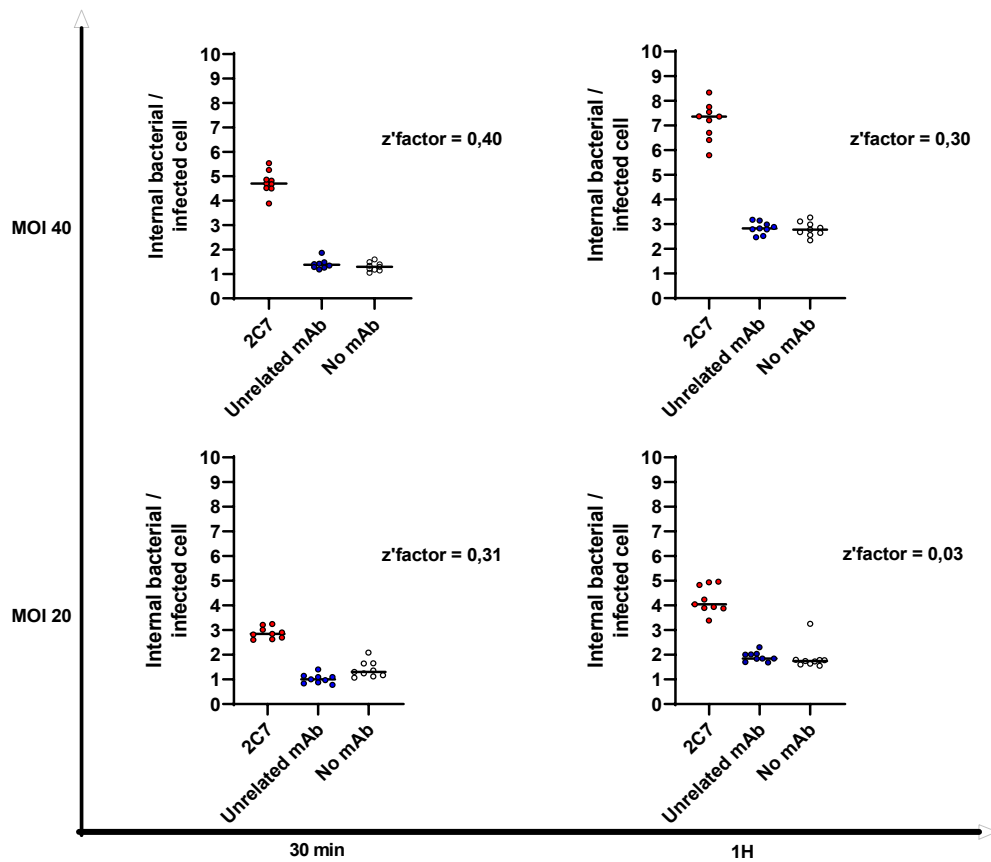 MOI 40
Internal bacterial /
infected cell
10
9
8
7
6
5
4
3
2
1
0
z'factor = 0,40
2C7
Unrelated mAb
No mAb
Internal bacterial /
infected cell
10
9
8
7
6
5
4
3
2
1
0
z'factor = 0,30
2C7
Unrelated mAb
No mAb
MOI 20
Internal bacterial /
infected cell
10
9
8
7
6
5
4
3
2
1
0
z'factor = 0,31
2C7
Unrelated mAb
No mAb
Internal bacterial /
infected cell
10
9
8
7
6
5
4
3
2
1
0
z'factor = 0,03
2C7
Unrelated mAb
No mAb
30 min
1H